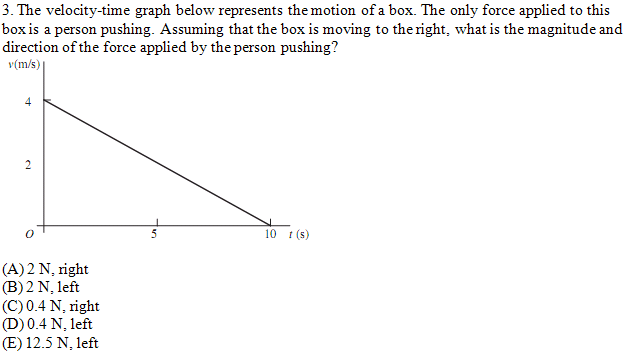 3. The velocity-time graph below represents the motion of a box. The only force applied to this
box is a person pushing. Assuming that the box is moving to the right, what is the magnitude and
direction of the force applied by the person pushing?
v(m/s)
4
2
O 5 10 t (s)
(A) 2 N, right
(B) 2 N, left
(C) 0.4 N, right
(D) 0.4 N, left
(E) 12.5 N, left